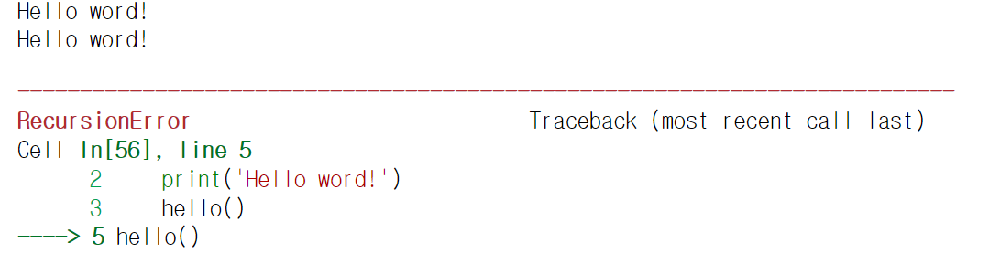 Hello word!
Hello word!
---------------------------------------------------------------------------
RecursionError Traceback (most recent call last)
Cell In[56], line 5
2 print('Hello word!')
3 hello()
----> 5 hello()